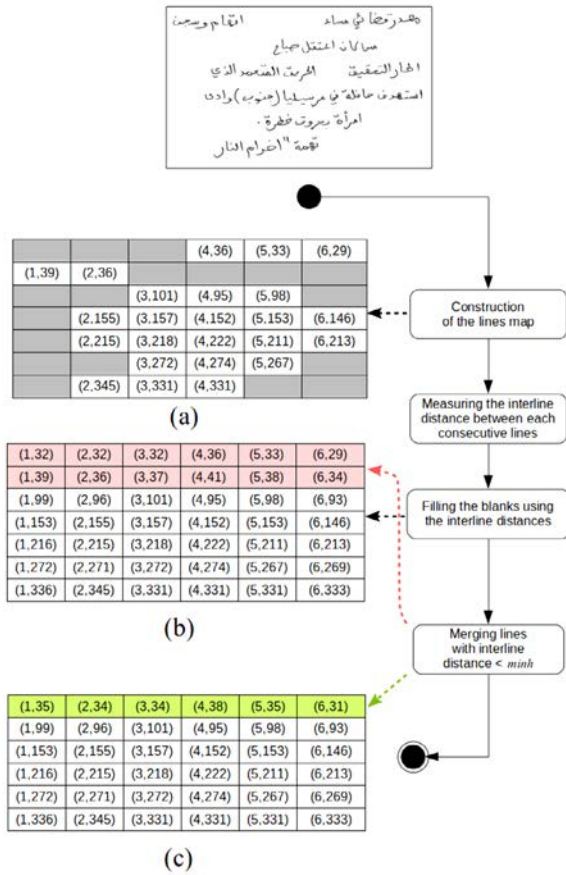 قضائي مساء وسجن
اعتقل صباح
اطار التحقيق الحريق المتعمد الذي
استهدف حافلة في مرسيليا (جنوب) وادى
امرأة بحروق خطرة .
تهمة "اضرام النار
(4,36) (5,33) (6,29)
(1,39) (2,36)
(3,101) (4,95) (5,98)
(2,155) (3,157) (4,152) (5,153) (6,146)
(2,215) (3,218) (4,222) (5,211) (6,213)
(3,272) (4,274) (5,267)
(2,345) (3,331) (4,331)
(a)
Construction
of the lines map
Measuring the interline
distance between each
consecutive lines
(1,32) (2,32) (3,32) (4,36) (5,33) (6,29)
(1,39) (2,36) (3,37) (4,41) (5,38) (6,34)
(1,99) (2,96) (3,101) (4,95) (5,98) (6,93)
(1,153) (2,155) (3,157) (4,152) (5,153) (6,146)
(1,216) (2,215) (3,218) (4,222) (5,211) (6,213)
(1,272) (2,271) (3,272) (4,274) (5,267) (6,269)
(1,336) (2,345) (3,331) (4,331) (5,331) (6,333)
(b)
Filling the blanks using
the interline distances
Merging lines
with interline
distance < minh
(1,35) (2,34) (3,34) (4,38) (5,35) (6,31)
(1,99) (2,96) (3,101) (4,95) (5,98) (6,93)
(1,153) (2,155) (3,157) (4,152) (5,153) (6,146)
(1,216) (2,215) (3,218) (4,222) (5,211) (6,213)
(1,272) (2,271) (3,272) (4,274) (5,267) (6,269)
(1,336) (2,345) (3,331) (4,331) (5,331) (6,333)
(c)